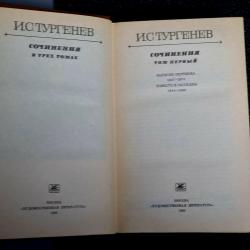 И.С.ТУРГЕНЕВ
СОЧИНЕНИЯ
В ТРЕХ ТОМАХ
МОСКВА
«ХУДОЖЕСТВЕННАЯ ЛИТЕРАТУРА»
И.С.ТУРГЕНЕВ
СОЧИНЕНИЯ
ТОМ ПЕРВЫЙ
ЗАПИСКИ ОХОТНИКА
ПОВЕСТИ И РАССКАЗЫ
МОСКВА
«ХУДОЖЕСТВЕННАЯ ЛИТЕРАТУРА»